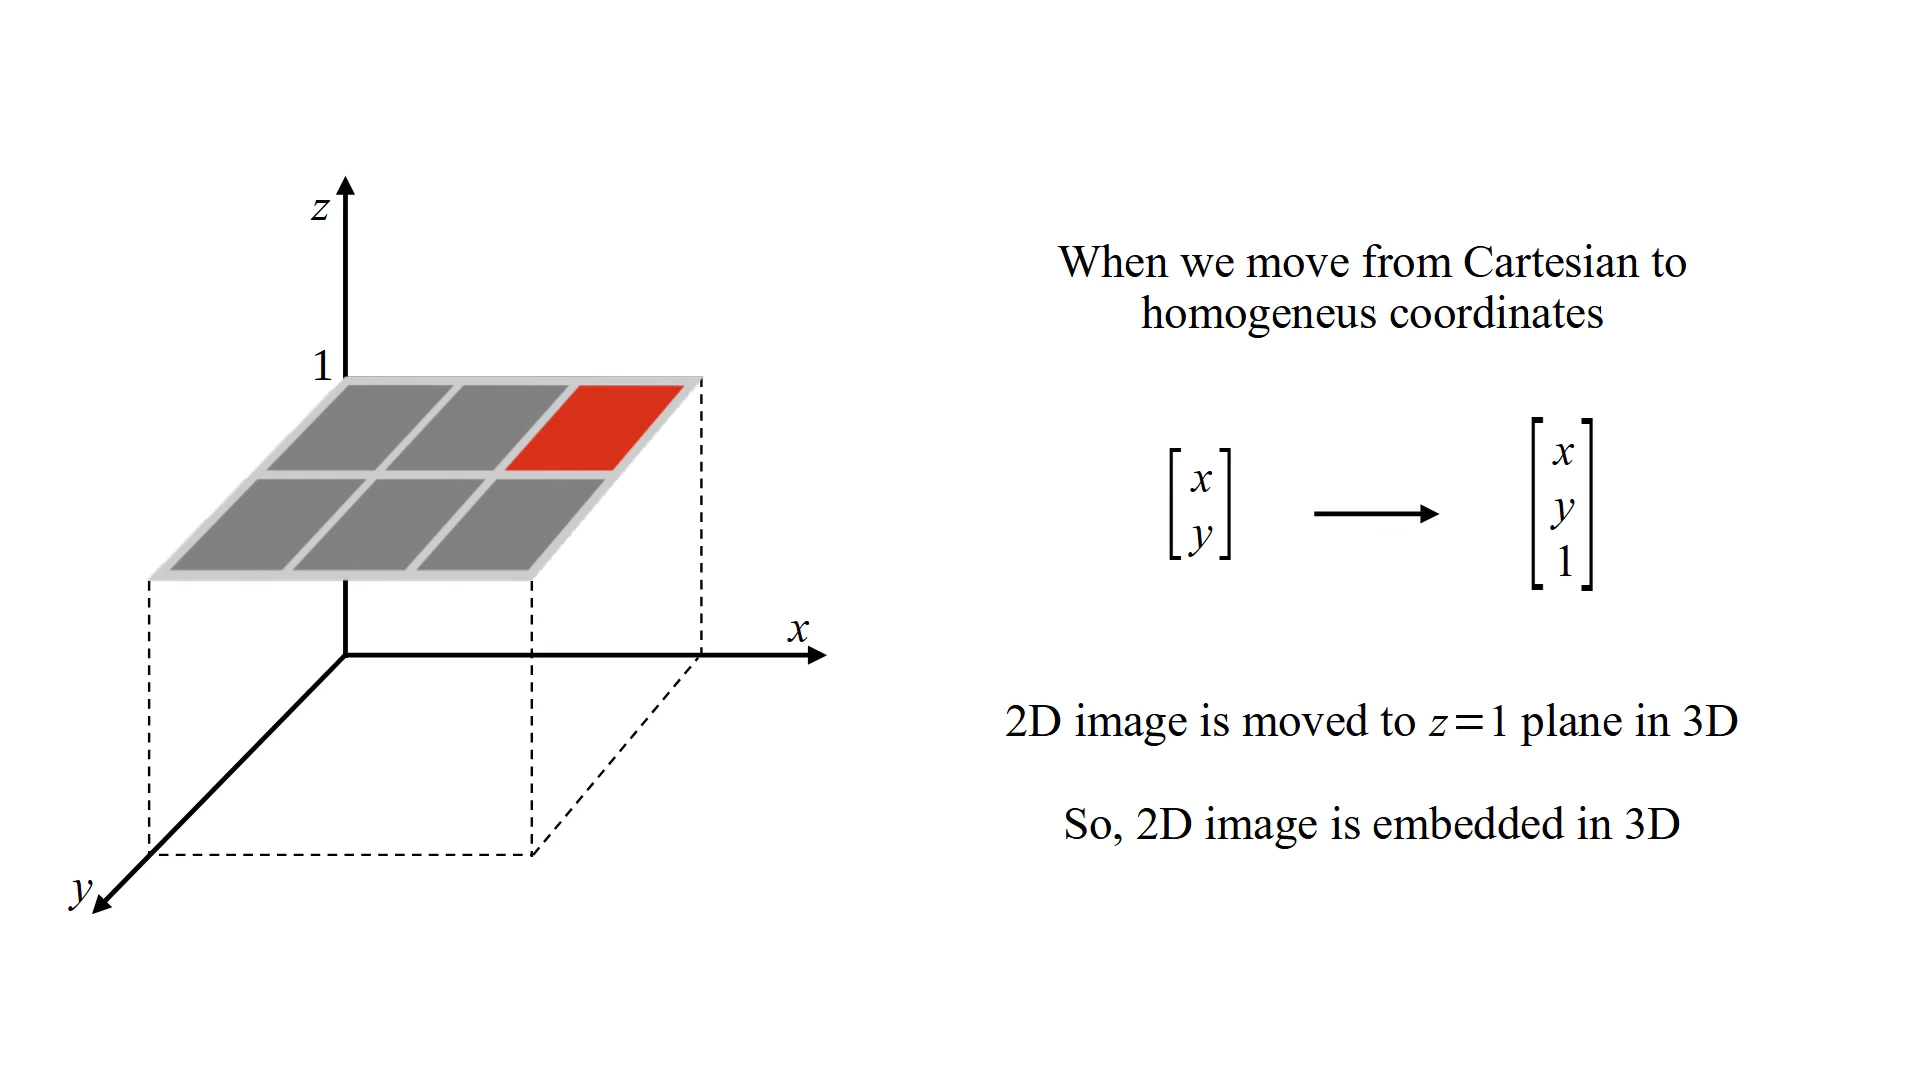 z
1
x
y
When we move from Cartesian to
homogeneus coordinates
x
y
x
y
1
2D image is moved to z=1 plane in 3D
So, 2D image is embedded in 3D